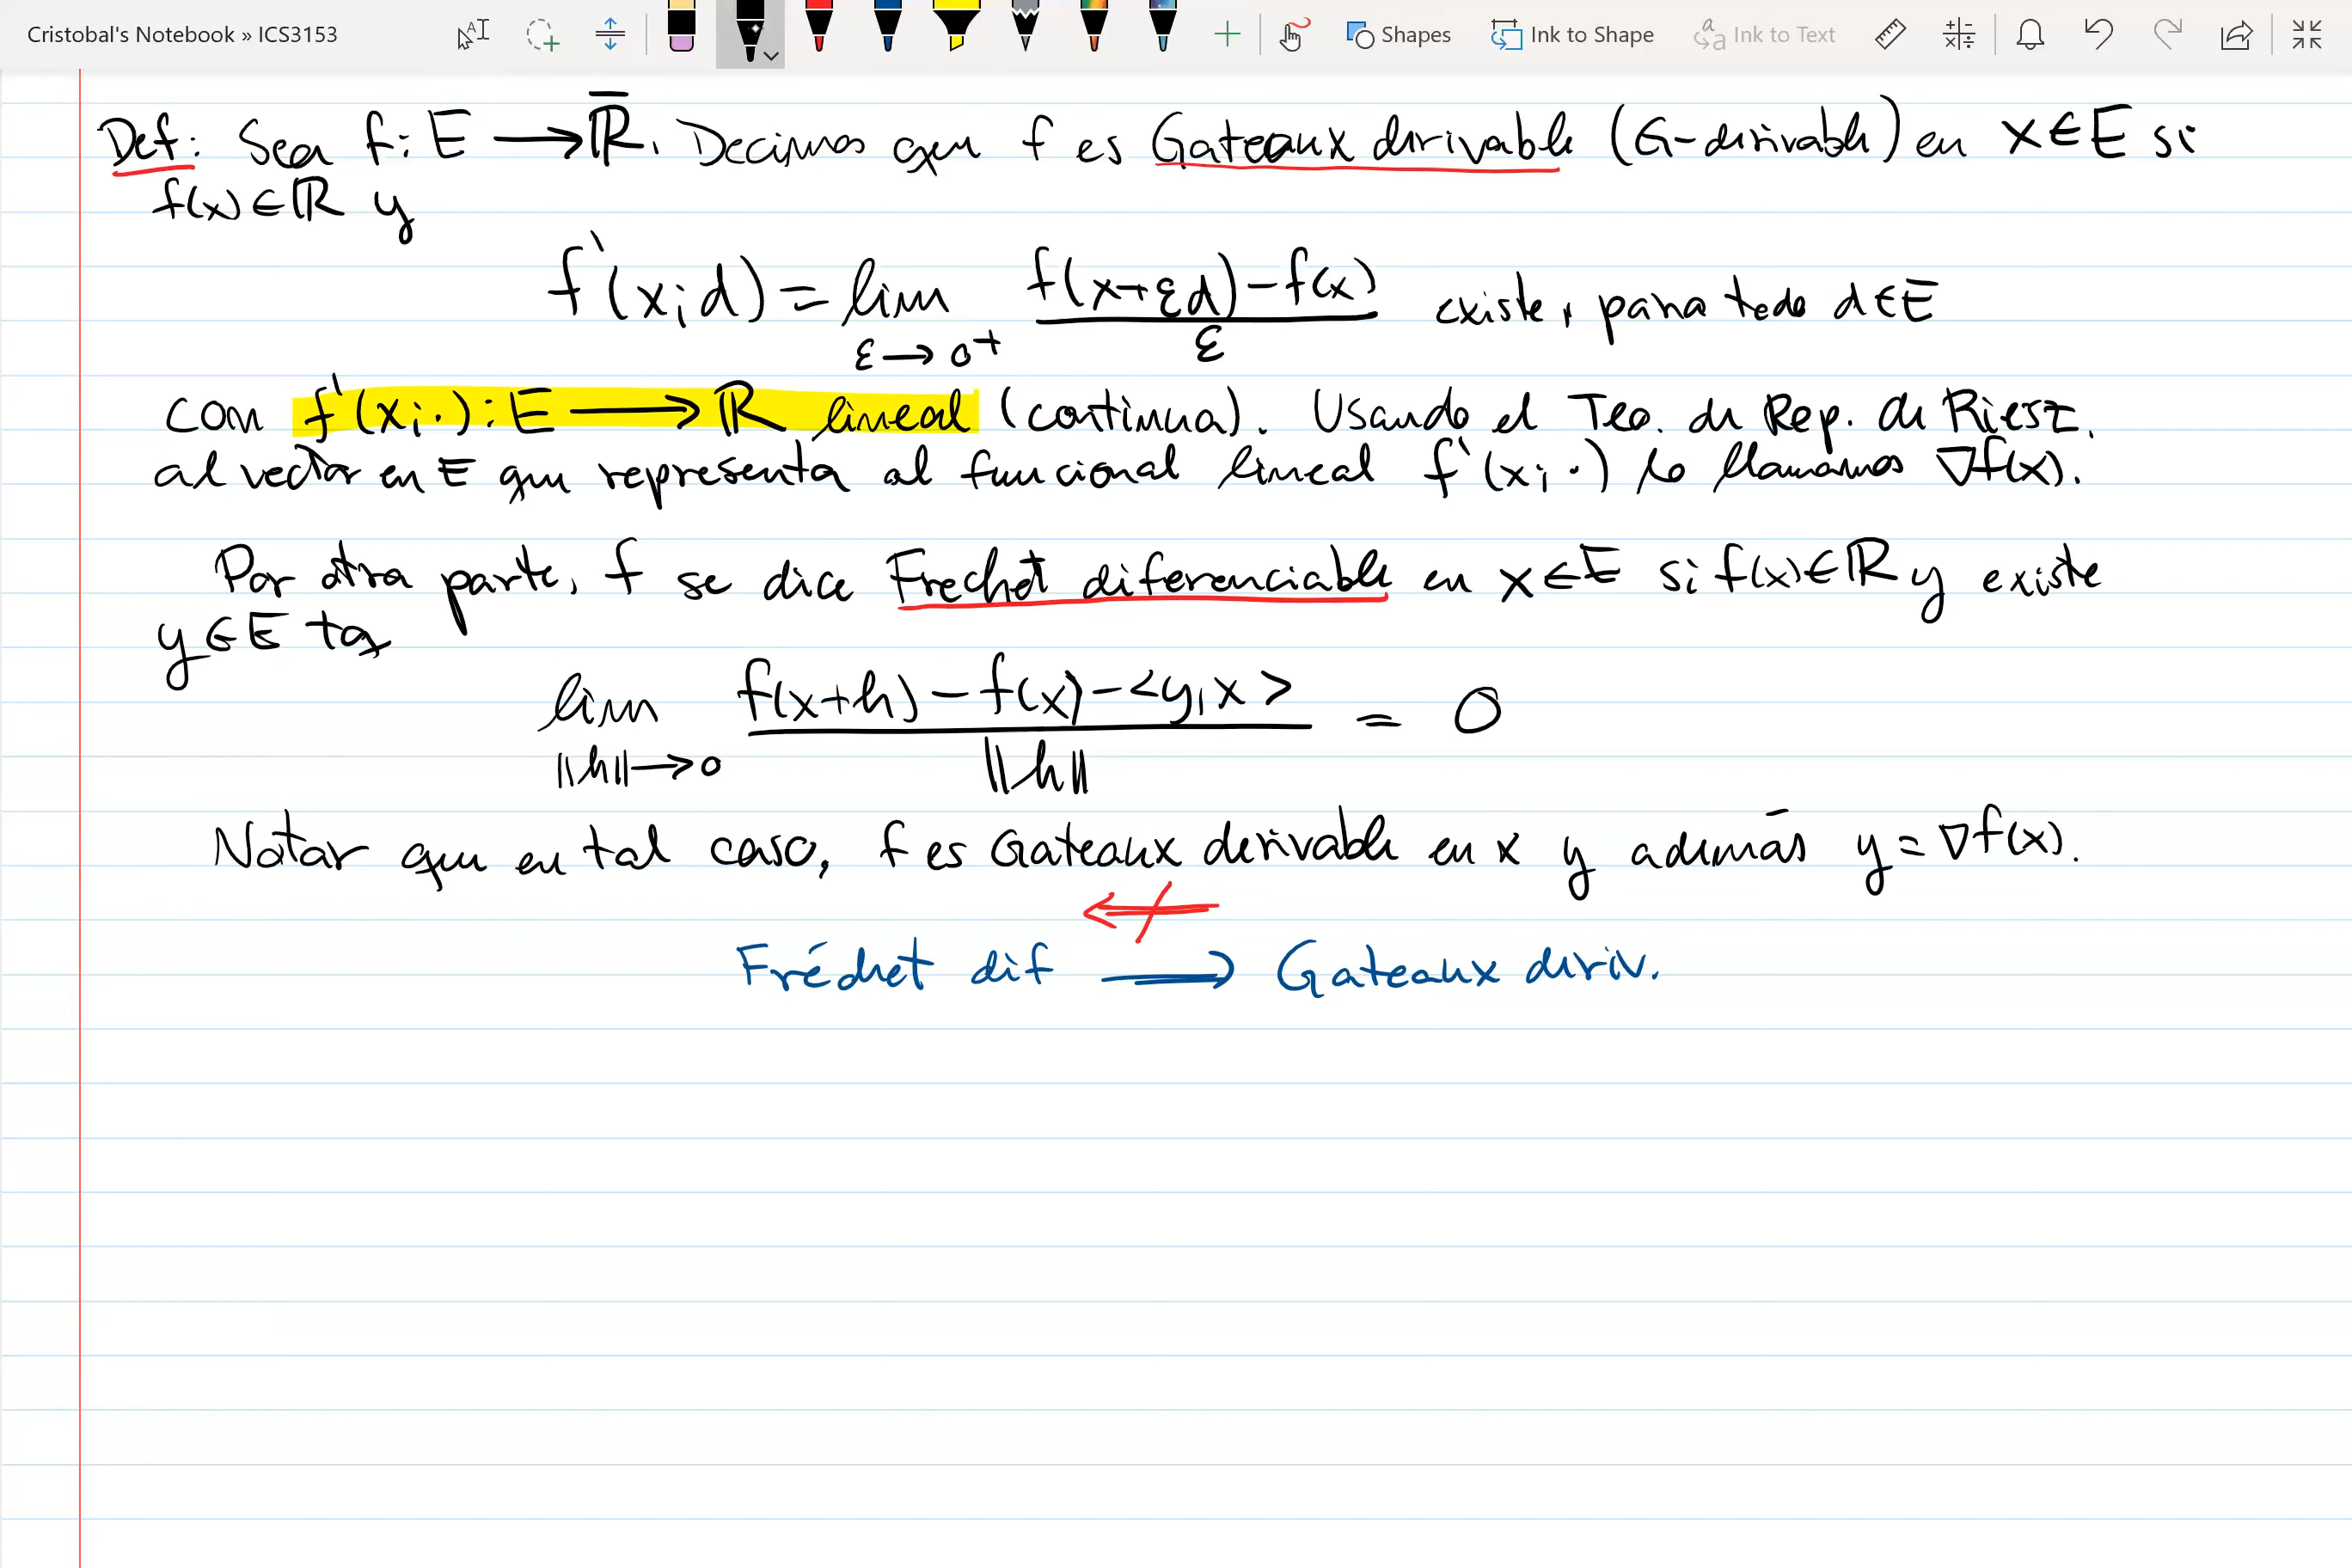 Cristobal's Notebook » ICS3153
Shapes Ink to Shape Ink to Text
Def: Sea f: E ⟶ R̅. Decimos que f es Gateaux derivable (G-derivable) en x∈E si
f(x)∈ℝ y
f'(x;d) = lim_{ε→0+} (f(x+εd)-f(x))/ε existe, para todo d∈E
con f'(x;·): E ⟶ ℝ lineal (continua). Usando el Teo. de Rep. de Riesz,
al vector en E que representa al funcional lineal f'(x;·) lo llamamos ∇f(x).
Por otra parte, f se dice Frechet diferenciable en x∈E si f(x)∈ℝ y existe
y∈E tq
lim_{‖h‖→0} (f(x+h)-f(x)-<y,x>)/‖h‖ = 0
Notar que en tal caso, f es Gateaux derivable en x y además y=∇f(x).
⇍
Fréchet dif ⟹ Gateaux deriv.